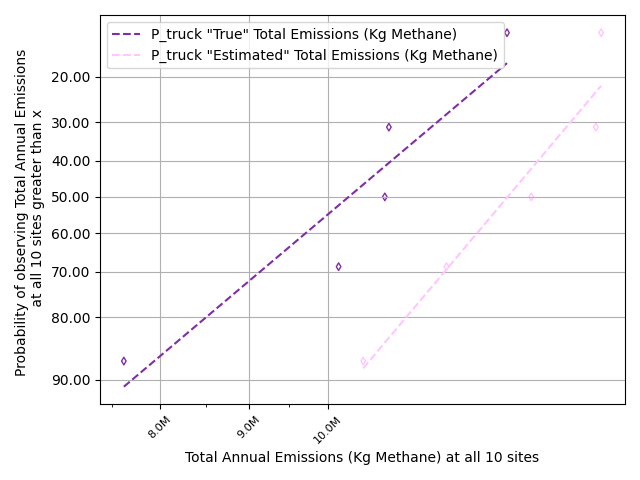 P_truck "True" Total Emissions (Kg Methane)
P_truck "Estimated" Total Emissions (Kg Methane)
Probability of observing Total Annual Emissions
at all 10 sites greater than x
20.00
30.00
40.00
50.00
60.00
70.00
80.00
90.00
8.0M
9.0M
10.0M
Total Annual Emissions (Kg Methane) at all 10 sites